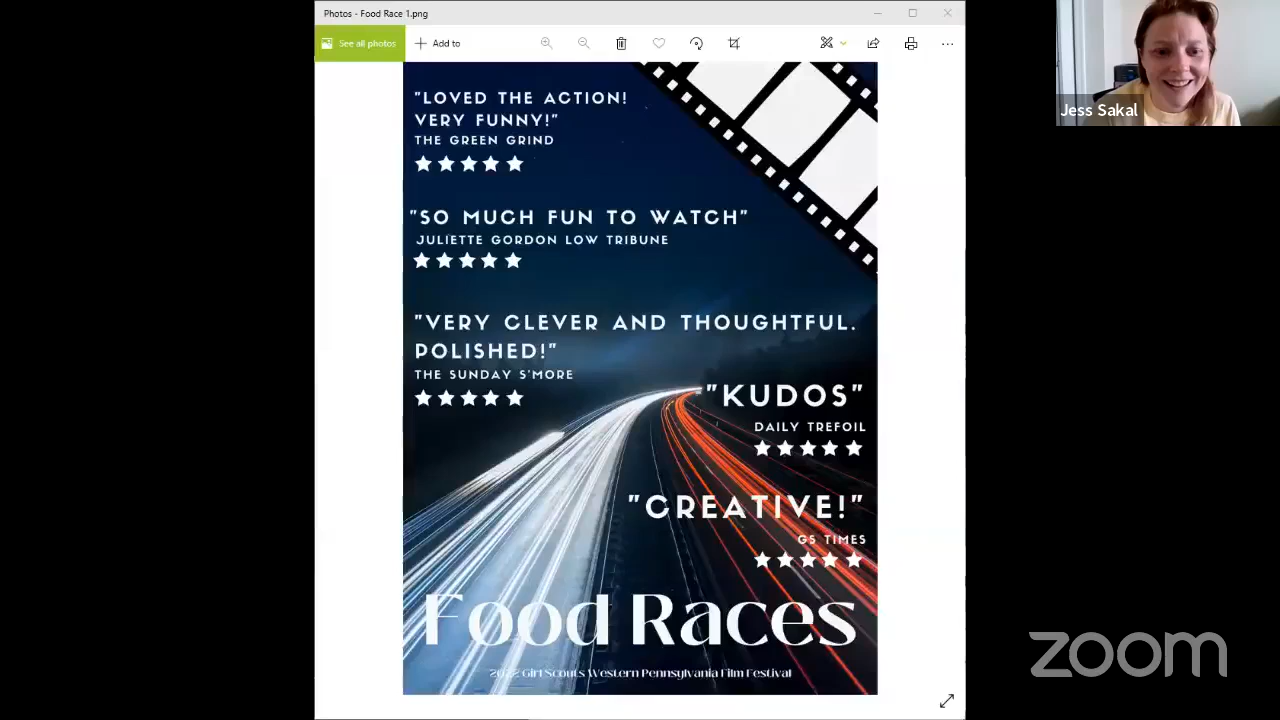 Photos - Food Race 1.png
See all photos
Add to
"LOVED THE ACTION!
VERY FUNNY!"
THE GREEN GRIND
"SO MUCH FUN TO WATCH"
JULIETTE GORDON LOW TRIBUNE
"VERY CLEVER AND THOUGHTFUL.
POLISHED!"
THE SUNDAY S'MORE
"KUDOS"
DAILY TREFOIL
"CREATIVE!"
GS TIMES
Food Races
2022 Girl Scouts Western Pennsylvania Film Festival
Jess Sakal
zoom